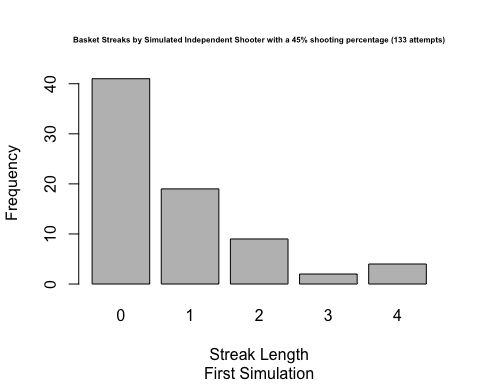 Basket Streaks by Simulated Independent Shooter with a 45% shooting percentage (133 attempts)
40
30
20
10
0
Frequency
0 1 2 3 4
Streak Length
First Simulation